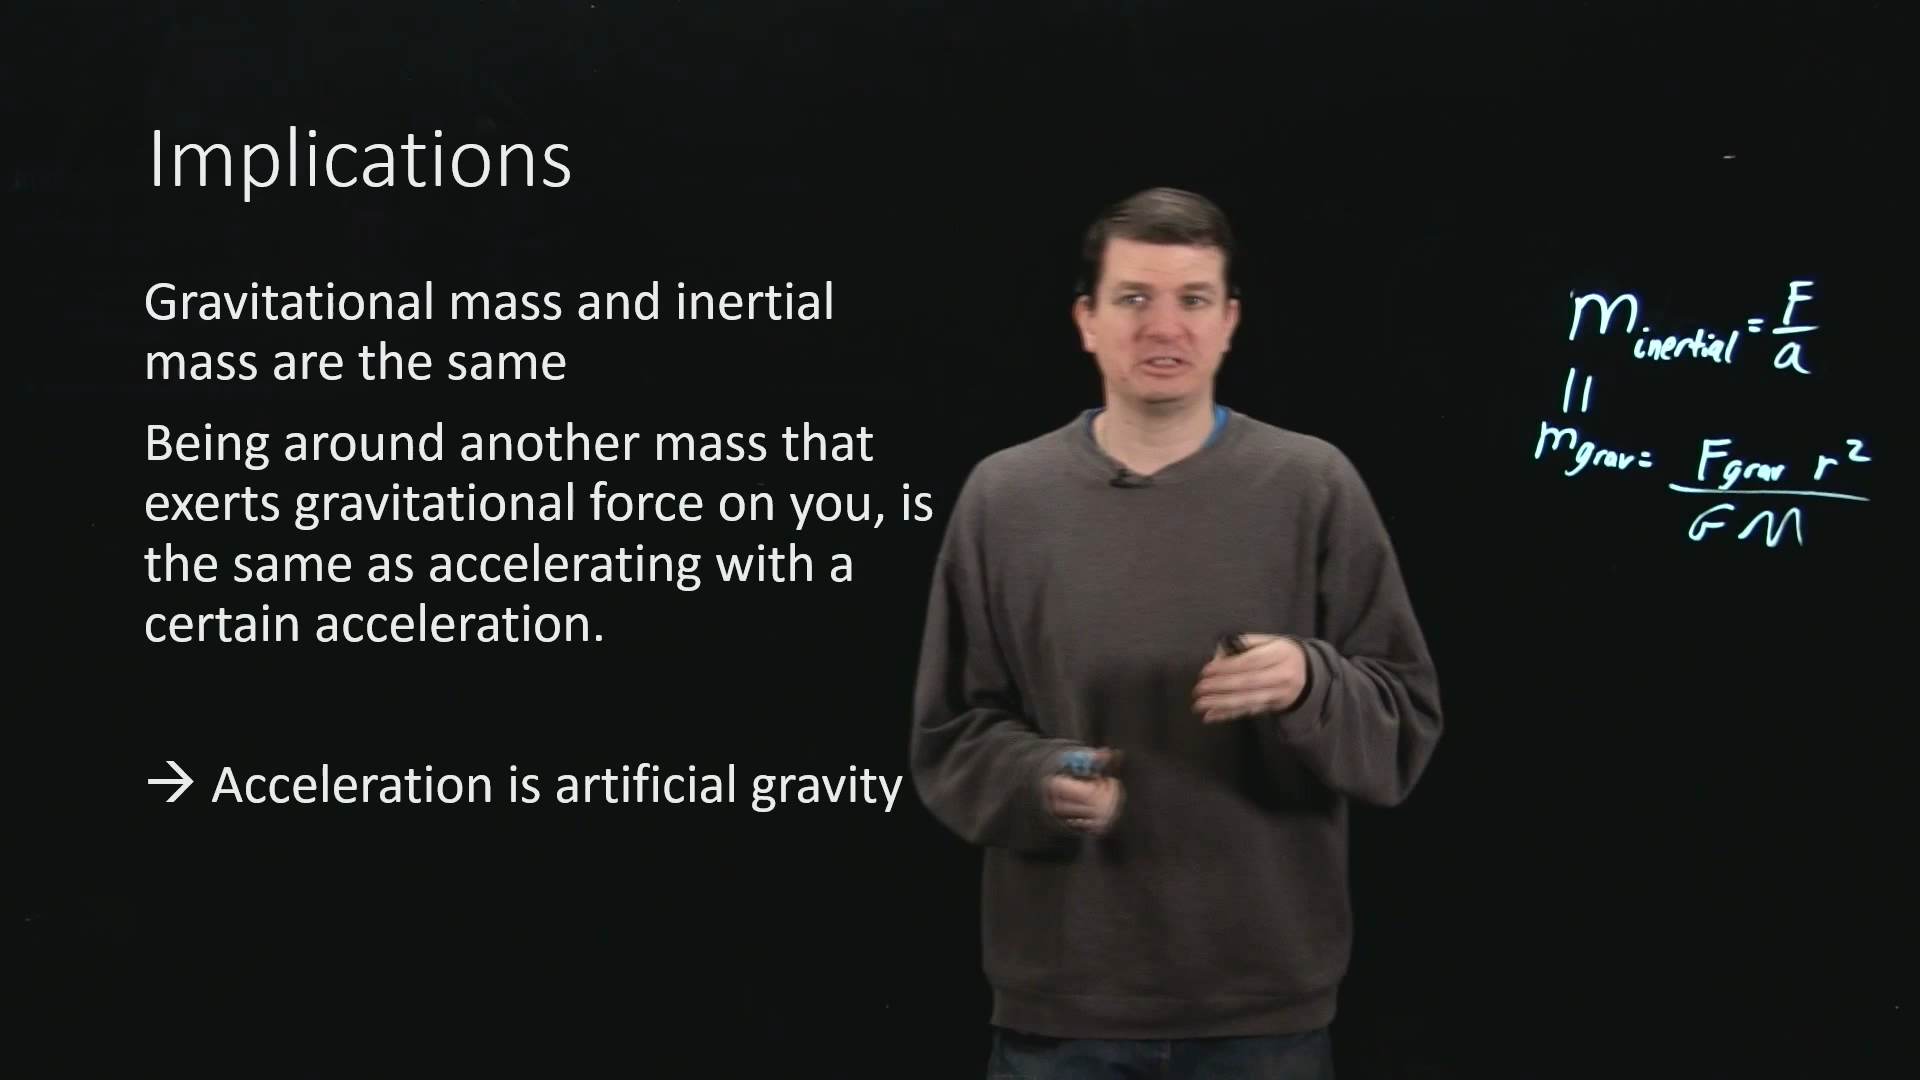 Implications
Gravitational mass and inertial
mass are the same
Being around another mass that
exerts gravitational force on you, is
the same as accelerating with a
certain acceleration.
→ Acceleration is artificial gravity
m inertial = F/a
||
m grav = F grav r² / GM